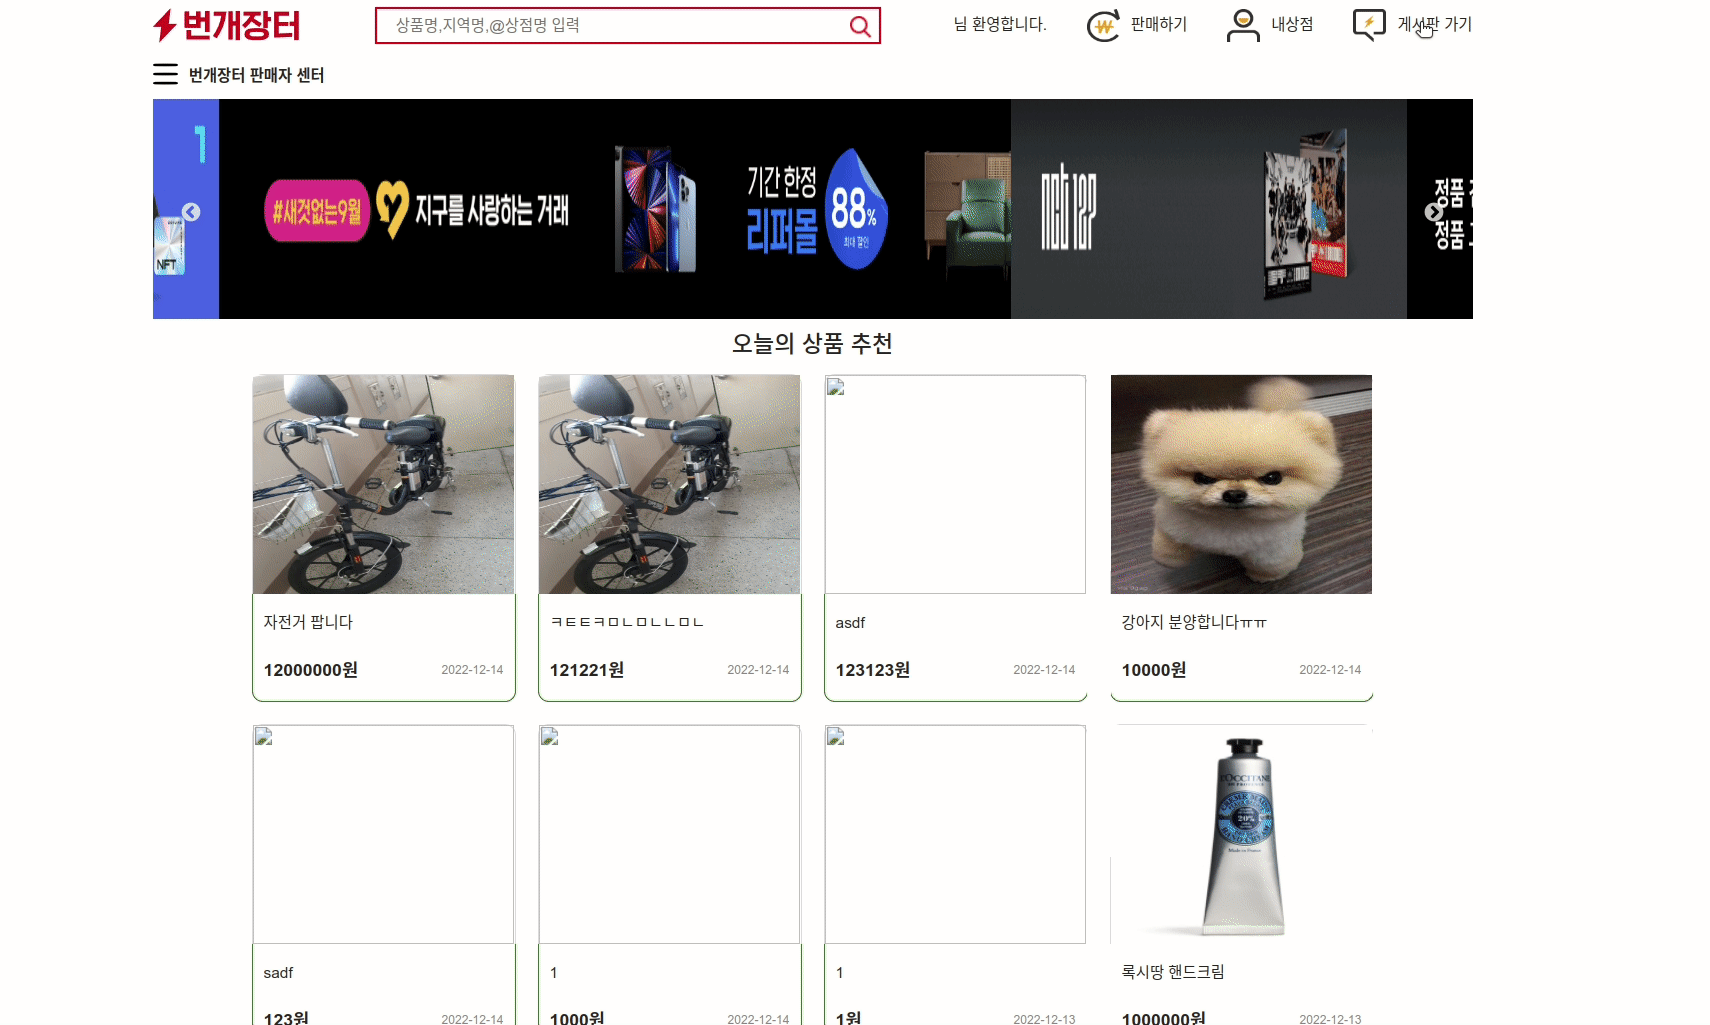 번개장터
상품명,지역명,@상점명 입력
님 환영합니다.
판매하기
내상점
게시판 가기
번개장터 판매자 센터
1
NFT
#새것없는9월 지구를 사랑하는 거래
기간 한정
리퍼몰
88%
최대 할인
nct 127
정품
정품
오늘의 상품 추천
자전거 팝니다
12000000원 2022-12-14
ㅋㅌㅌㅋㅁㄴㅁㄴㄴㅁㄴ
121221원 2022-12-14
asdf
123123원 2022-12-14
강아지 분양합니다ㅠㅠ
10000원 2022-12-14
L'OCCITANE
EN PROVENCE
20%
Made in France
sadf
123원 2022-12-14
1
1000원 2022-12-14
1
1원 2022-12-13
록시땅 핸드크림
1000000원 2022-12-13